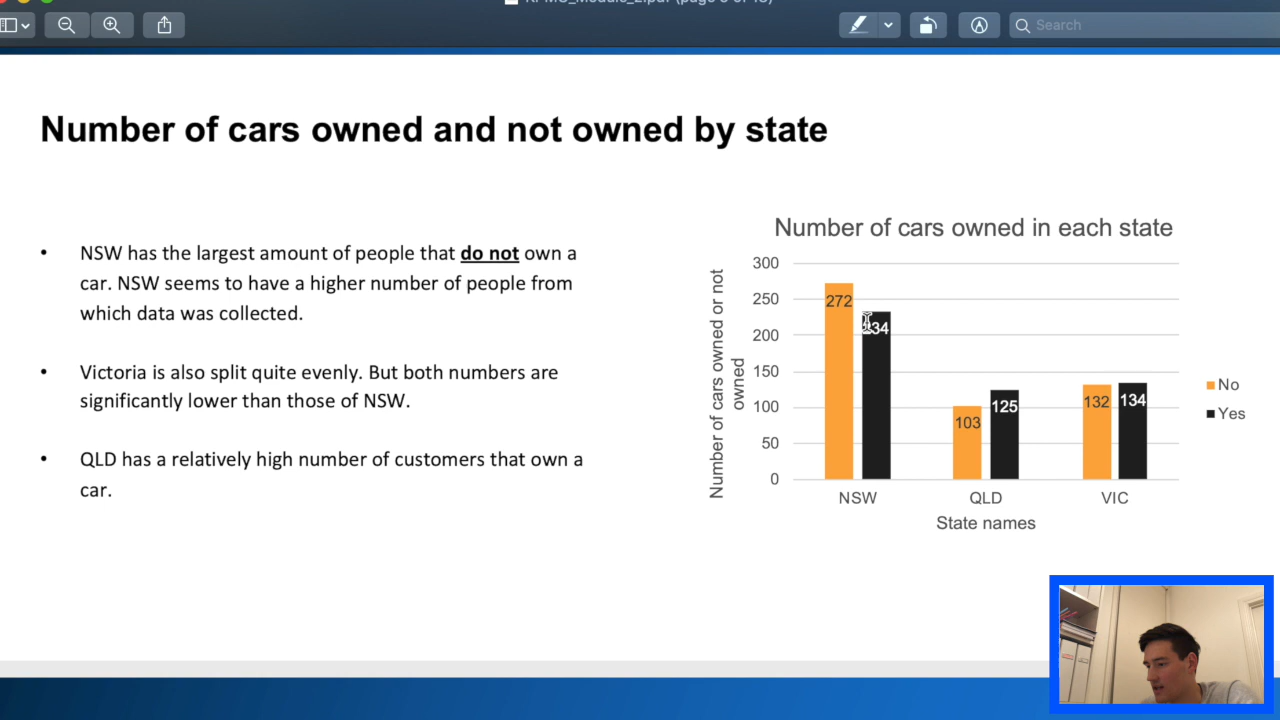 Search
Number of cars owned and not owned by state
• NSW has the largest amount of people that do not own a
car. NSW seems to have a higher number of people from
which data was collected.
• Victoria is also split quite evenly. But both numbers are
significantly lower than those of NSW.
• QLD has a relatively high number of customers that own a
car.
Number of cars owned in each state
Number of cars owned or not
owned
300
250
200
150
100
50
0
272
234
103
125
132
134
NSW
QLD
VIC
State names
No
Yes